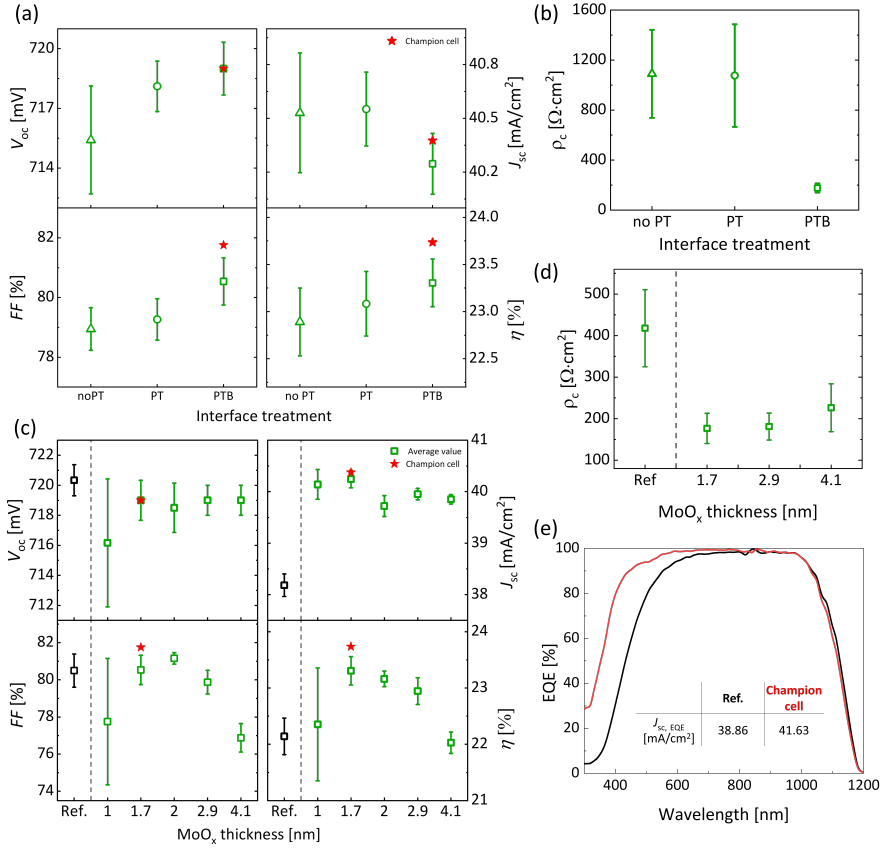 (a)
720
717
714
V_oc [mV]
★ Champion cell
40.8
40.5
40.2
J_sc [mA/cm²]
82
80
78
FF [%]
24.0
23.5
23.0
22.5
η [%]
noPT PT PTB
no PT PT PTB
Interface treatment
(b)
1600
1200
800
400
0
ρ_c [Ω·cm²]
no PT PT PTB
Interface treatment
(c)
722
720
718
716
714
712
V_oc [mV]
Average value
★ Champion cell
41
40
39
38
J_sc [mA/cm²]
82
80
78
76
74
FF [%]
24
23
22
21
η [%]
Ref. 1 1.7 2 2.9 4.1
Ref. 1 1.7 2 2.9 4.1
MoOₓ thickness [nm]
(d)
500
400
300
200
100
ρ_c [Ω·cm²]
Ref 1.7 2.9 4.1
MoOₓ thickness [nm]
(e)
100
80
60
40
20
0
EQE [%]
Ref. Champion
cell
J_sc, EQE
[mA/cm²] 38.86 41.63
400 600 800 1000 1200
Wavelength [nm]